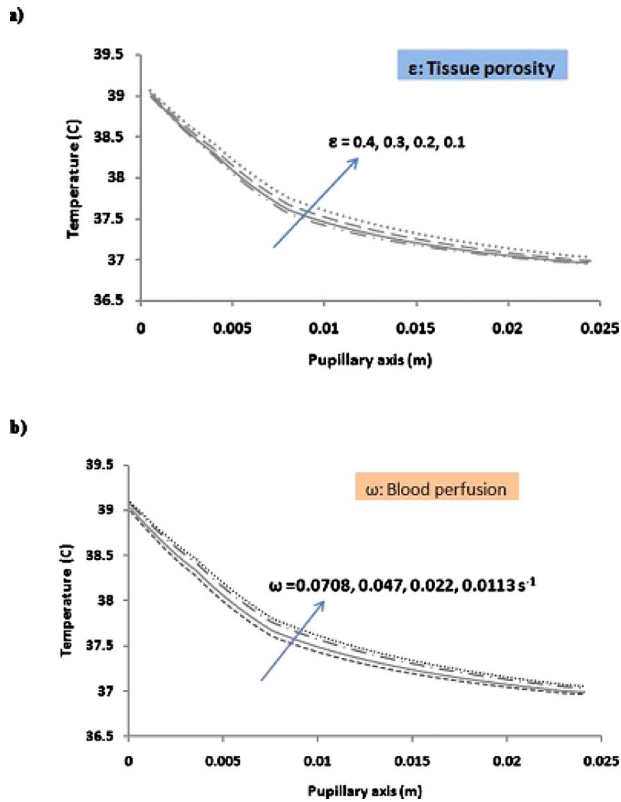 a)
ε: Tissue porosity
39.5
39
38.5
38
37.5
37
36.5
Temperature (C)
ε = 0.4, 0.3, 0.2, 0.1
0 0.005 0.01 0.015 0.02 0.025
Pupillary axis (m)
b)
ω: Blood perfusion
39.5
39
38.5
38
37.5
37
36.5
Temperature (C)
ω =0.0708, 0.047, 0.022, 0.0113 s⁻¹
0 0.005 0.01 0.015 0.02 0.025
Pupillary axis (m)